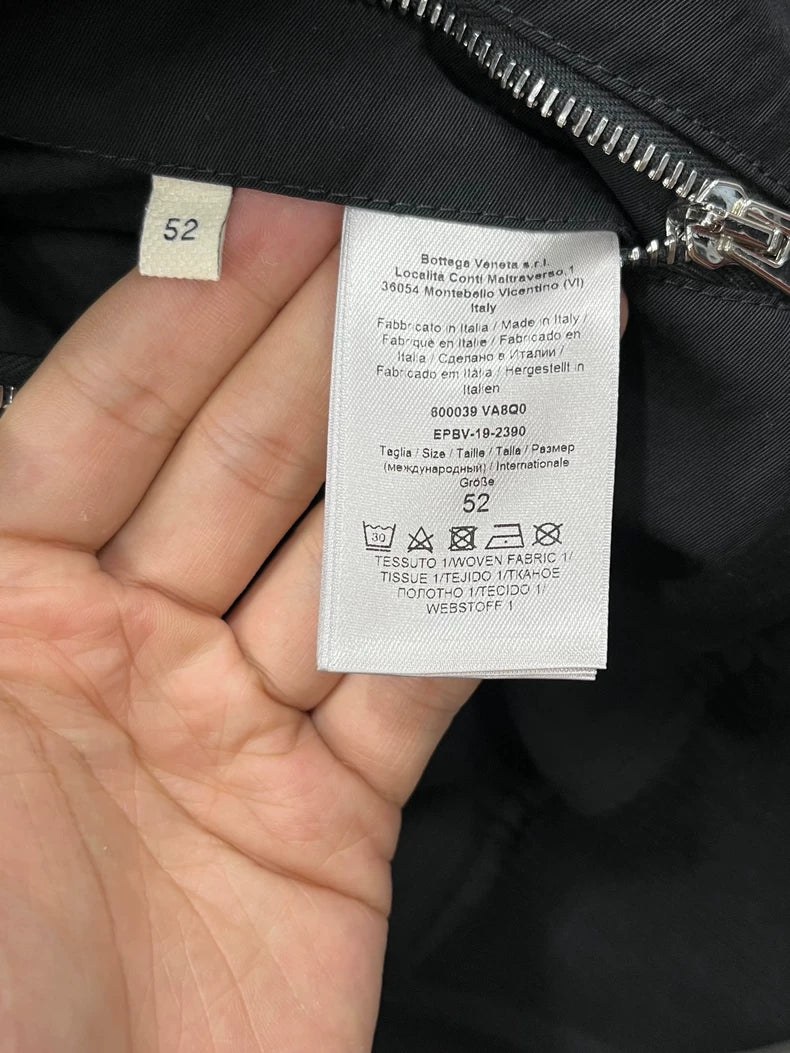 52
Bottega Veneta s.r.l.
Località Conti Maltraverso,1
36054 Montebello Vicentino (VI)
Italy
Fabbricato in Italia / Made in Italy /
Fabriqué en Italie / Fabricado en
Italia / Сделано в Италии /
Fabricado em Itália / Hergestellt in
Italien
600039 VA8Q0
EPBV-19-2390
Taglia / Size / Taille / Talla / Размер
(международный) / Internationale
Größe
52
30
TESSUTO 1/WOVEN FABRIC 1/
TISSUE 1/TEJIDO 1/ТКАНОЕ
ПОЛОТНО 1/TECIDO 1/
WEBSTOFF 1